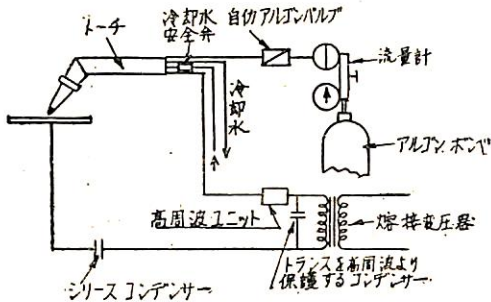 トーチ
冷却水
安全弁
自仂アルゴンバルブ
流量計
冷却水
アルゴンボンベ
高周波ユニット
熔接変圧器
トランスを高周波より
保護するコンデンサー
シリースコンデンサー